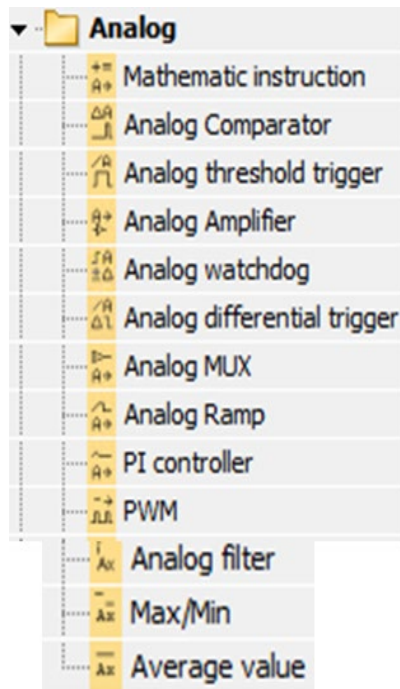 Analog
Mathematic instruction
Analog Comparator
Analog threshold trigger
Analog Amplifier
Analog watchdog
Analog differential trigger
Analog MUX
Analog Ramp
PI controller
PWM
Analog filter
Max/Min
Average value